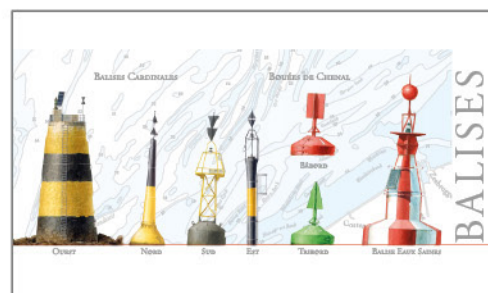 BALISES CARDINALES
BOUÉES DE CHENAL
BALISES
BÂBORD
OUEST
NORD
SUD
EST
TRIBORD
BALISE EAUX SAINES